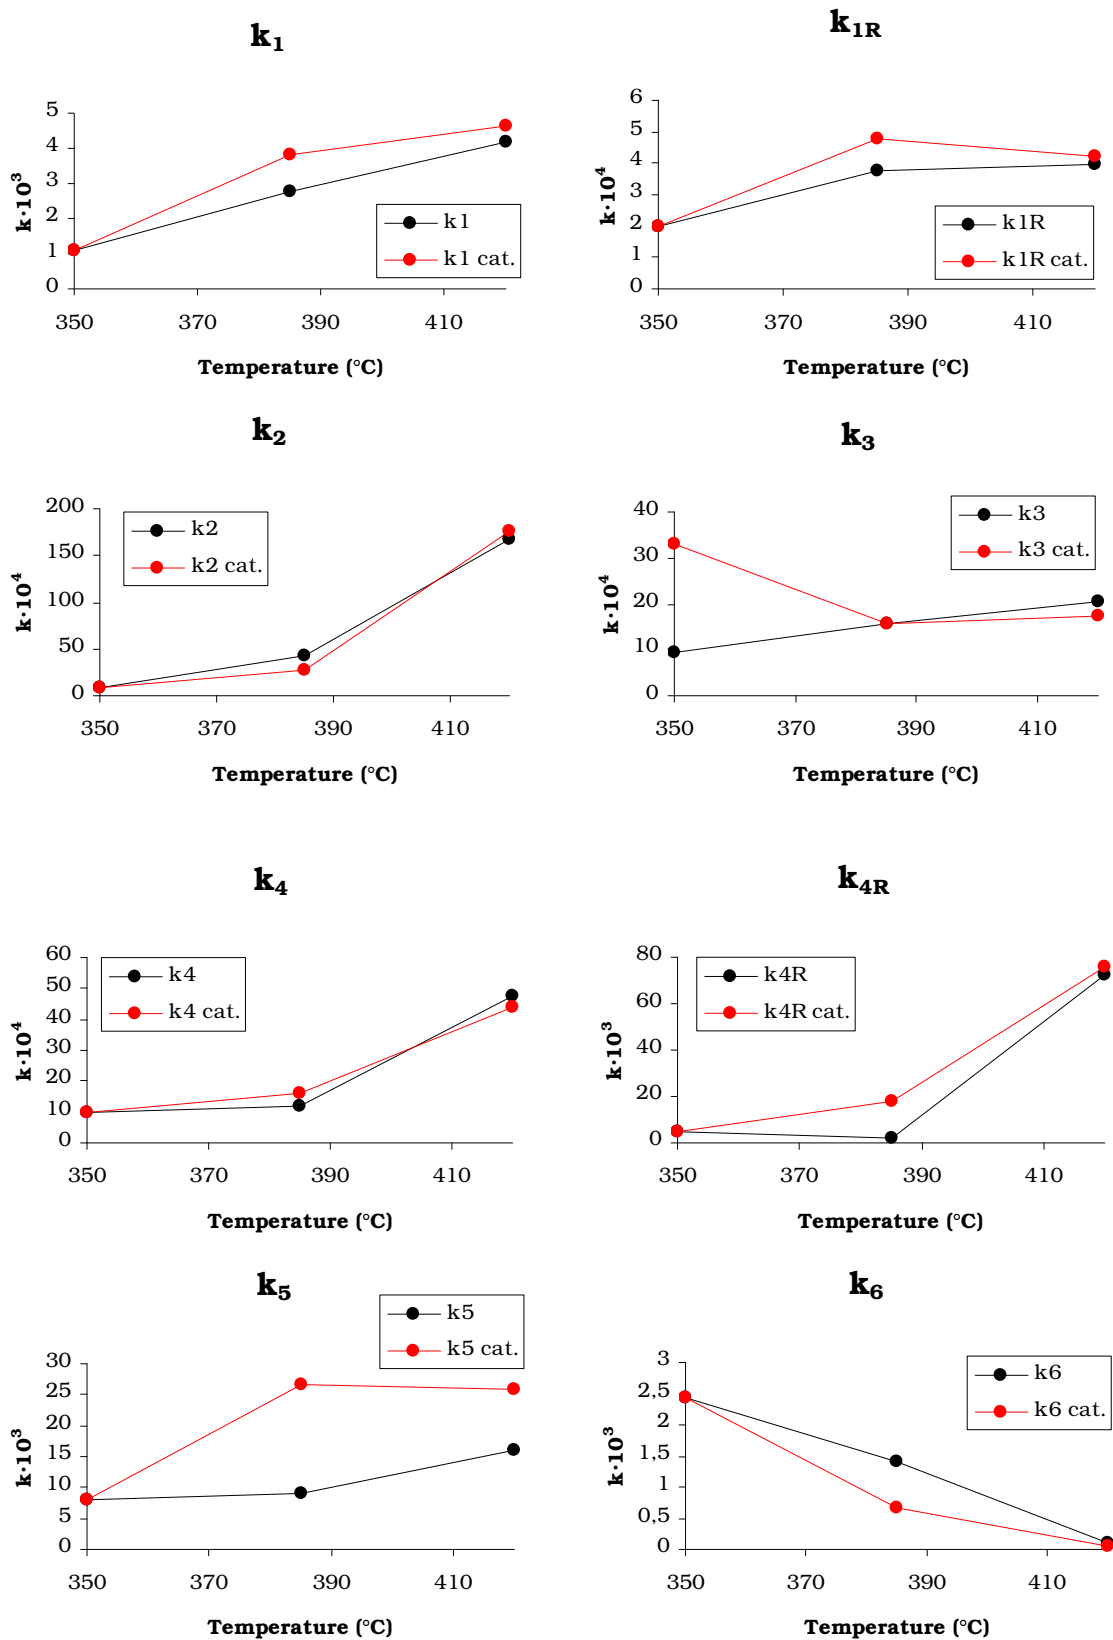 k1
5
4
3
2
1
0
k·10³
k1
k1 cat.
350 370 390 410
Temperature (°C)
k1R
6
5
4
3
2
1
0
k·10⁴
k1R
k1R cat.
350 370 390 410
Temperature (°C)
k2
200
150
100
50
0
k·10⁴
k2
k2 cat.
350 370 390 410
Temperature (°C)
k3
40
30
20
10
0
k·10⁴
k3
k3 cat.
350 370 390 410
Temperature (°C)
k4
60
50
40
30
20
10
0
k·10⁴
k4
k4 cat.
350 370 390 410
Temperature (°C)
k4R
80
60
40
20
0
k·10³
k4R
k4R cat.
350 370 390 410
Temperature (°C)
k5
30
25
20
15
10
5
0
k·10³
k5
k5 cat.
350 370 390 410
Temperature (°C)
k6
3
2,5
2
1,5
1
0,5
0
k·10³
k6
k6 cat.
350 370 390 410
Temperature (°C)